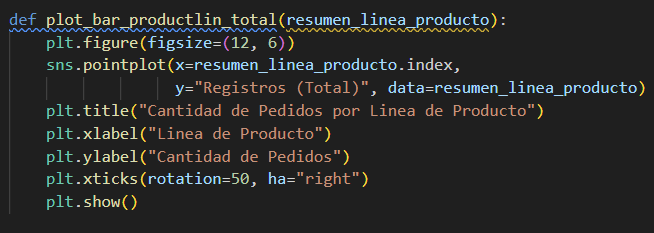 def plot_bar_productlin_total(resumen_linea_producto):
    plt.figure(figsize=(12, 6))
    sns.pointplot(x=resumen_linea_producto.index,
                  y="Registros (Total)", data=resumen_linea_producto)
    plt.title("Cantidad de Pedidos por Linea de Producto")
    plt.xlabel("Linea de Producto")
    plt.ylabel("Cantidad de Pedidos")
    plt.xticks(rotation=50, ha="right")
    plt.show()